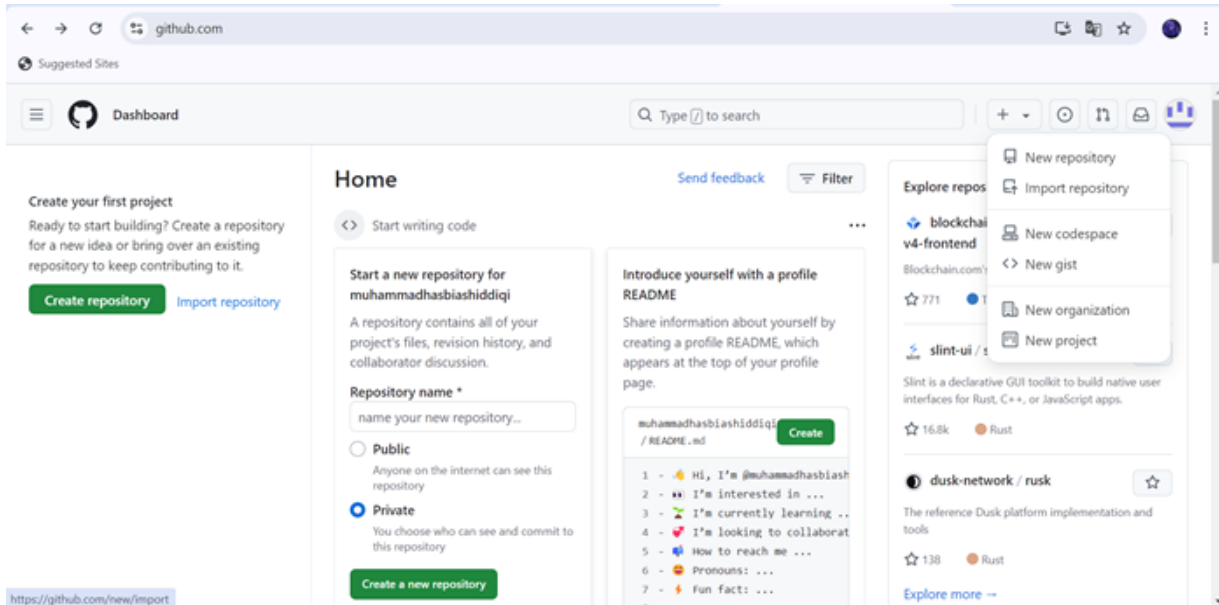 github.com
Suggested Sites
Dashboard
Type / to search
New repository
Import repository
New codespace
New gist
New organization
New project
Create your first project
Ready to start building? Create a repository
for a new idea or bring over an existing
repository to keep contributing to it.
Create repository
Import repository
Home
Send feedback
Filter
Start writing code
Start a new repository for
muhammadhasbiashiddiqi
A repository contains all of your
project's files, revision history, and
collaborator discussion.
Repository name *
name your new repository...
Public
Anyone on the internet can see this
repository
Private
You choose who can see and commit to
this repository
Create a new repository
Introduce yourself with a profile
README
Share information about yourself by
creating a profile README, which
appears at the top of your profile
page.
muhammadhasbiashiddiqi
/ README.md
Create
1 - 👋 Hi, I'm @muhammadhasbiash
2 - 👀 I'm interested in ...
3 - 🌱 I'm currently learning ..
4 - 💞️ I'm looking to collaborat
5 - 📫 How to reach me ...
6 - 😄 Pronouns: ...
7 - ⚡ Fun fact: ...
Explore repos
blockchai
v4-frontend
Blockchain.com's
771
T
slint-ui / s
Slint is a declarative GUI toolkit to build native user
interfaces for Rust, C++, or JavaScript apps.
16.8k Rust
dusk-network / rusk
The reference Dusk platform implementation and
tools
138 Rust
Explore more →
https://github.com/new/import